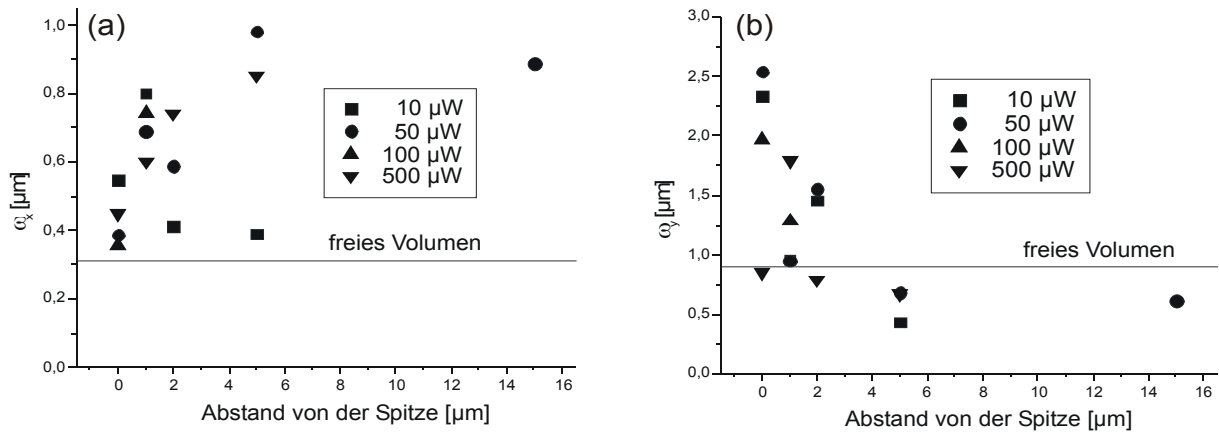 (a)
1,0
0,8
0,6
0,4
0,2
0,0
ωx [µm]
10 µW
50 µW
100 µW
500 µW
freies Volumen
0 2 4 6 8 10 12 14 16
Abstand von der Spitze [µm]
(b)
3,0
2,5
2,0
1,5
1,0
0,5
0,0
ωy [µm]
10 µW
50 µW
100 µW
500 µW
freies Volumen
0 2 4 6 8 10 12 14 16
Abstand von der Spitze [µm]